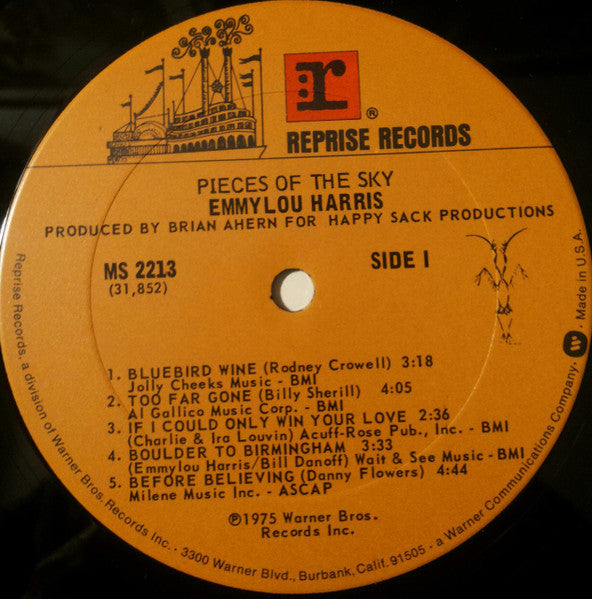 r®
REPRISE RECORDS
PIECES OF THE SKY
EMMYLOU HARRIS
PRODUCED BY BRIAN AHERN FOR HAPPY SACK PRODUCTIONS
MS 2213
(31,852)
SIDE 1
1. BLUEBIRD WINE (Rodney Crowell) 3:18
Jolly Cheeks Music - BMI
2. TOO FAR GONE (Billy Sherill) 4:05
Al Gallico Music Corp. - BMI
3. IF I COULD ONLY WIN YOUR LOVE 2:36
(Charlie & Ira Louvin) Acuff-Rose Pub., Inc. - BMI
4. BOULDER TO BIRMINGHAM 3:33
(Emmylou Harris/Bill Danoff) Wait & See Music - BMI
5. BEFORE BELIEVING (Danny Flowers) 4:44
Milene Music Inc. - ASCAP
℗1975 Warner Bros.
Records Inc.
Reprise Records, a division of Warner Bros. Records Inc. · 3300 Warner Blvd., Burbank, Calif. 91505 · a Warner Communications Company. W · Made in U.S.A.